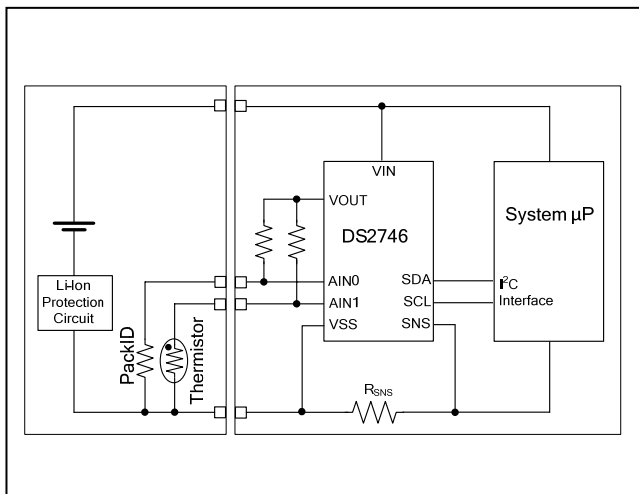 VIN
VOUT
DS2746
System µP
Li-Ion
Protection
Circuit
PackID
Thermistor
AIN0
AIN1
VSS
SDA
SCL
SNS
I²C
Interface
RSNS